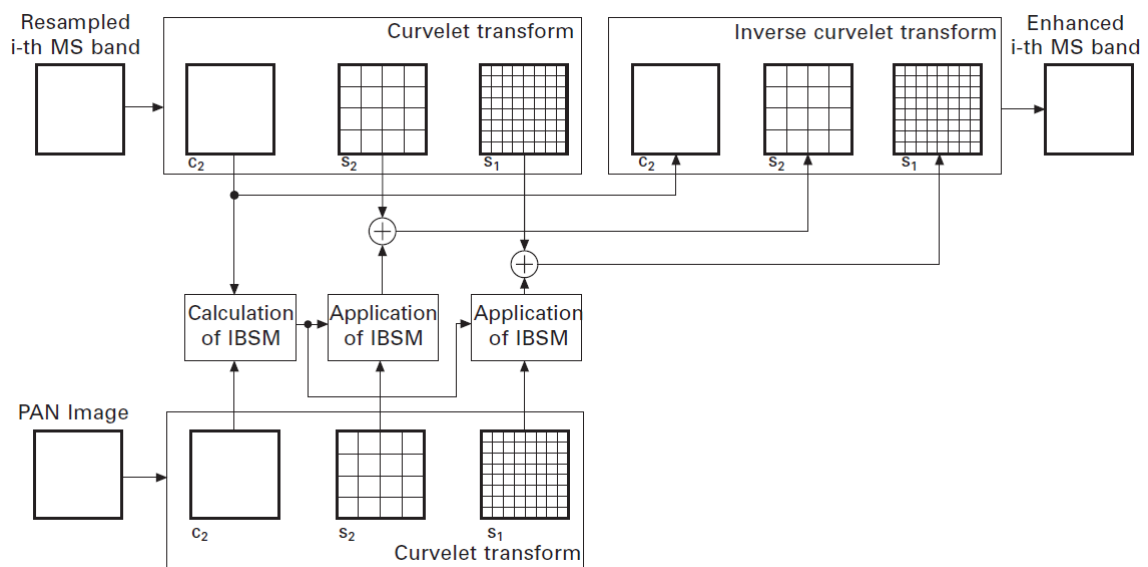 Resampled
i-th MS band
Curvelet transform
c2
s2
s1
Inverse curvelet transform
c2
s2
s1
Enhanced
i-th MS band
Calculation
of IBSM
Application
of IBSM
Application
of IBSM
PAN Image
c2
s2
s1
Curvelet transform